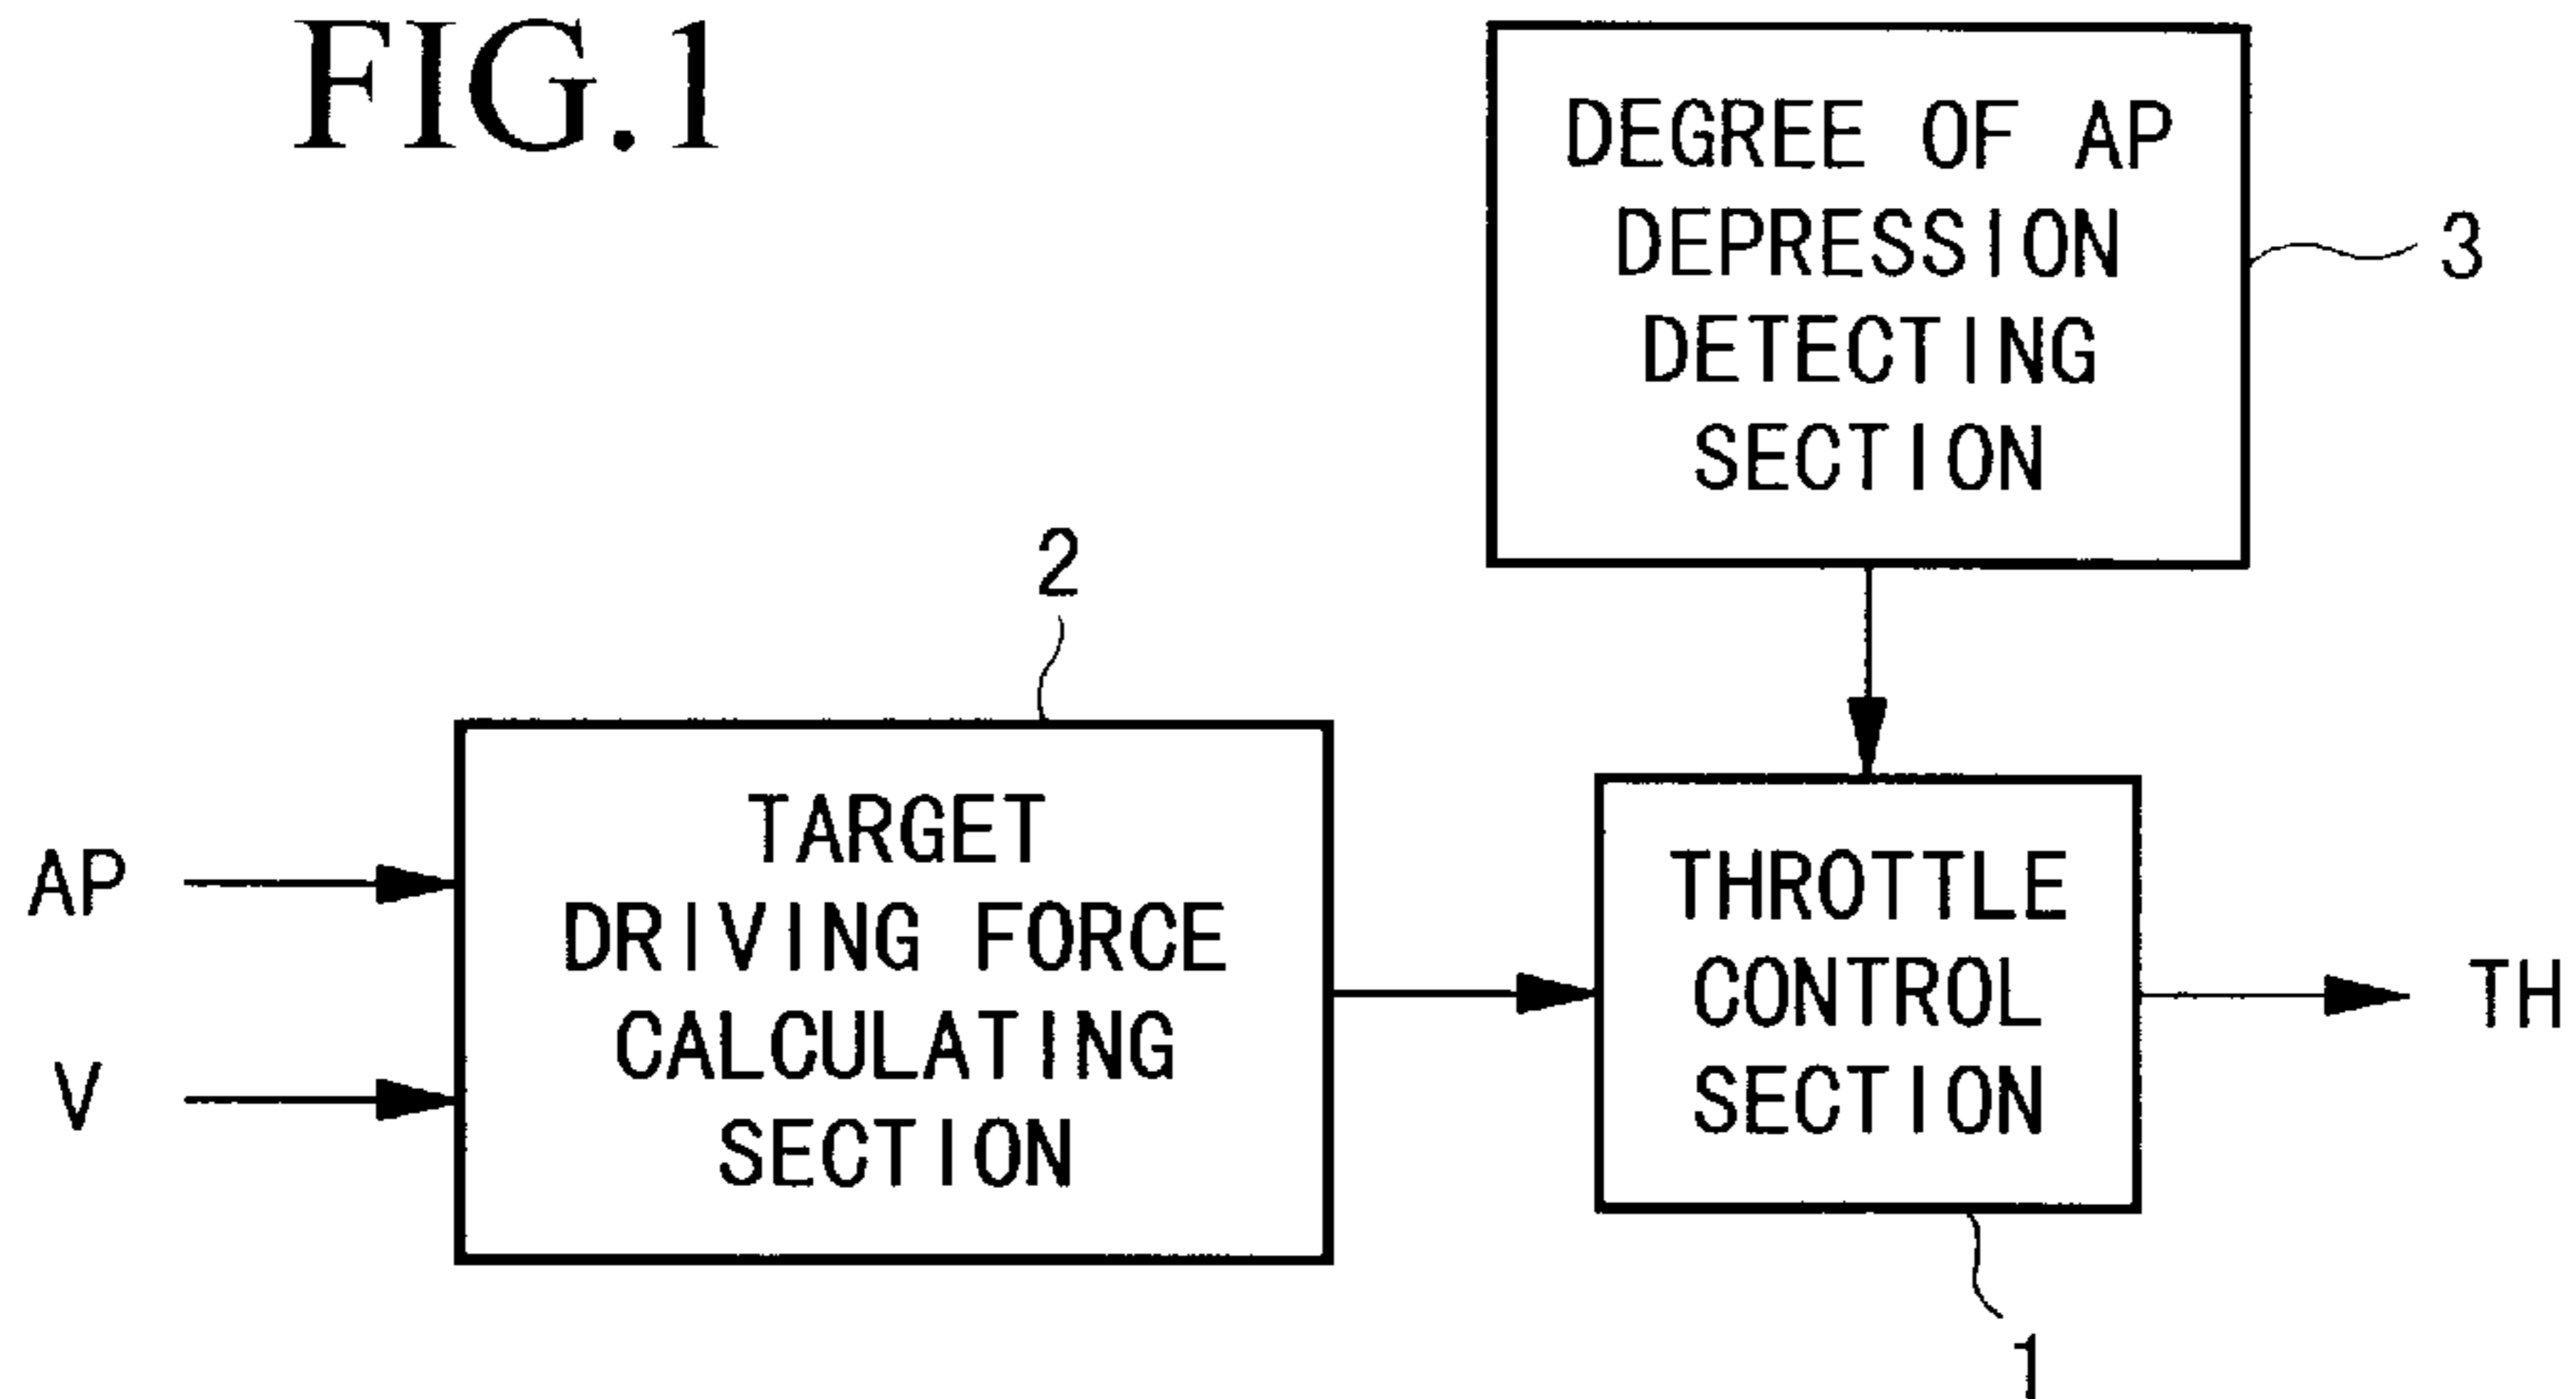 FIG.1
DEGREE OF AP
DEPRESSION
DETECTING
SECTION
3
2
TARGET
DRIVING FORCE
CALCULATING
SECTION
AP
V
THROTTLE
CONTROL
SECTION
TH
1